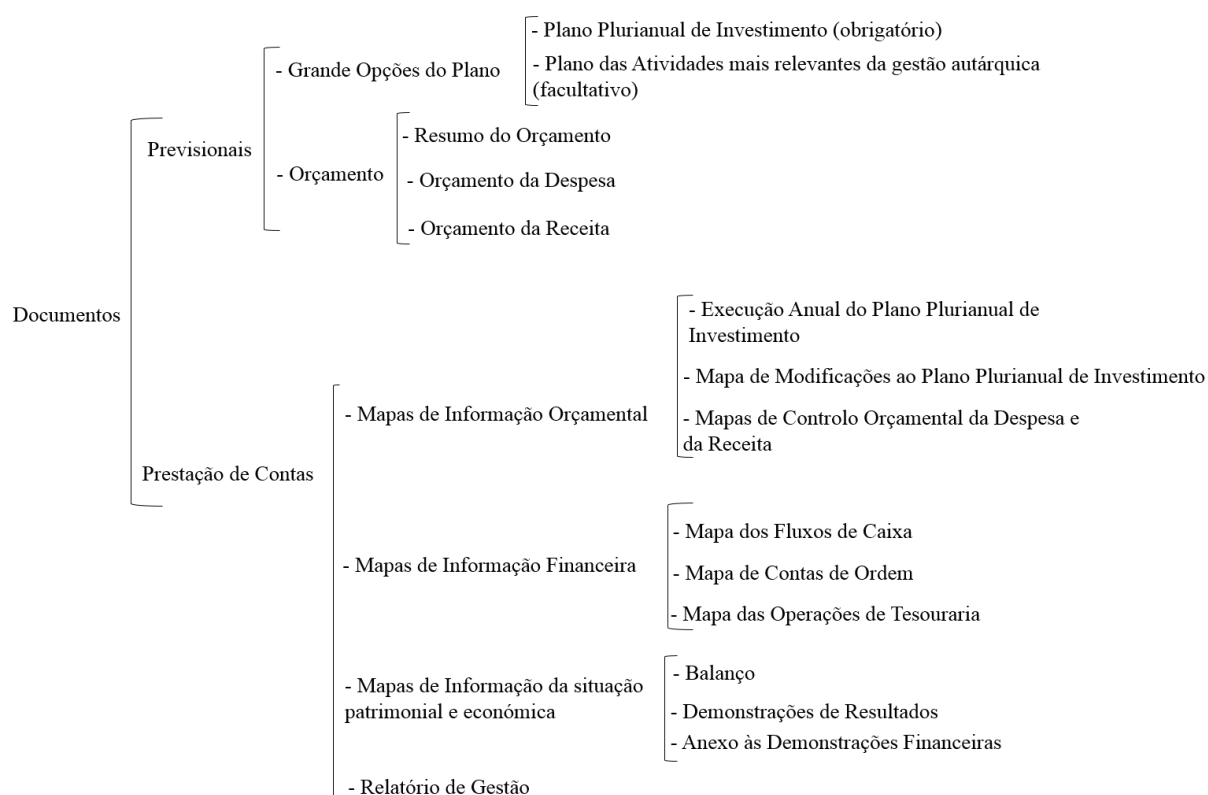 Documentos
Previsionais
- Grande Opções do Plano
- Plano Plurianual de Investimento (obrigatório)
- Plano das Atividades mais relevantes da gestão autárquica
(facultativo)
- Orçamento
- Resumo do Orçamento
- Orçamento da Despesa
- Orçamento da Receita
Prestação de Contas
- Mapas de Informação Orçamental
- Execução Anual do Plano Plurianual de
Investimento
- Mapa de Modificações ao Plano Plurianual de Investimento
- Mapas de Controlo Orçamental da Despesa e
da Receita
- Mapas de Informação Financeira
- Mapa dos Fluxos de Caixa
- Mapa de Contas de Ordem
- Mapa das Operações de Tesouraria
- Mapas de Informação da situação
patrimonial e económica
- Balanço
- Demonstrações de Resultados
- Anexo às Demonstrações Financeiras
- Relatório de Gestão